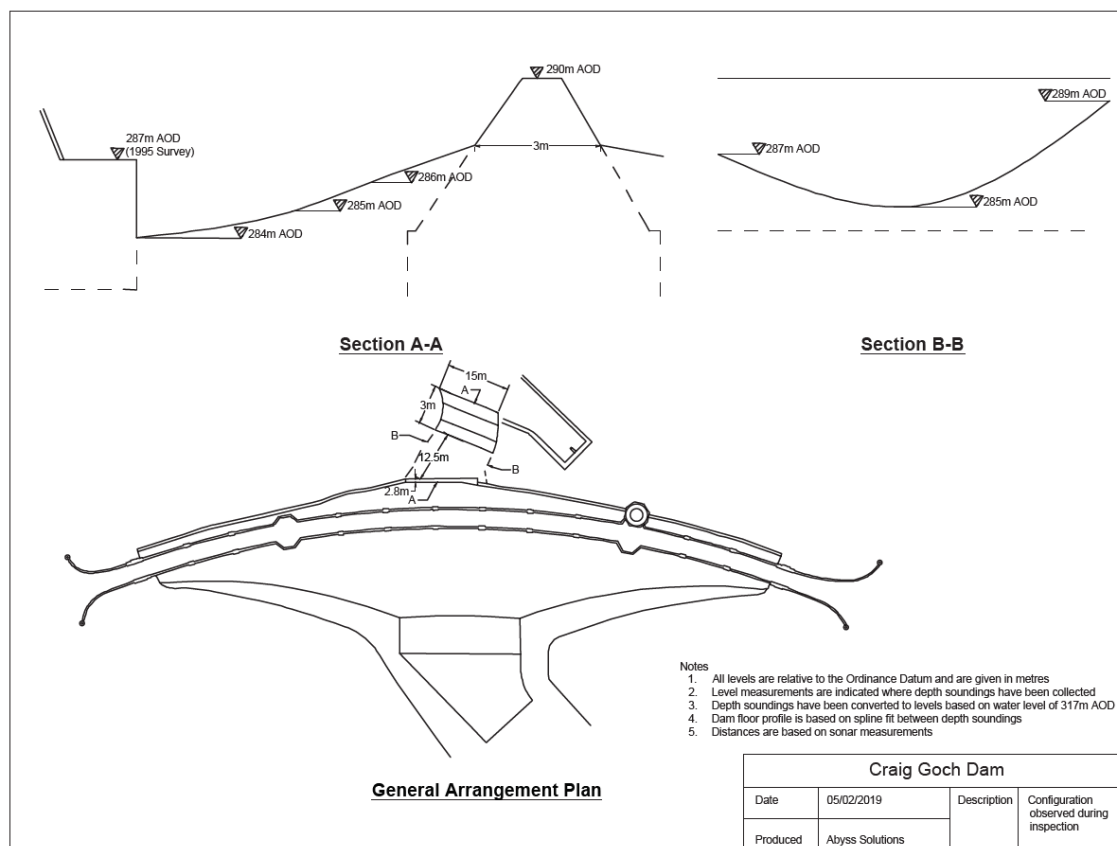 290m AOD
289m AOD
287m AOD
(1995 Survey)
3m
287m AOD
286m AOD
285m AOD
285m AOD
284m AOD
Section A-A
Section B-B
15m
A
3m
B
12.5m
B
2.8m
A
Notes
1. All levels are relative to the Ordinance Datum and are given in metres
2. Level measurements are indicated where depth soundings have been collected
3. Depth soundings have been converted to levels based on water level of 317m AOD
4. Dam floor profile is based on spline fit between depth soundings
5. Distances are based on sonar measurements
General Arrangement Plan
Craig Goch Dam
Date 05/02/2019 Description Configuration
observed during
inspection
Produced Abyss Solutions